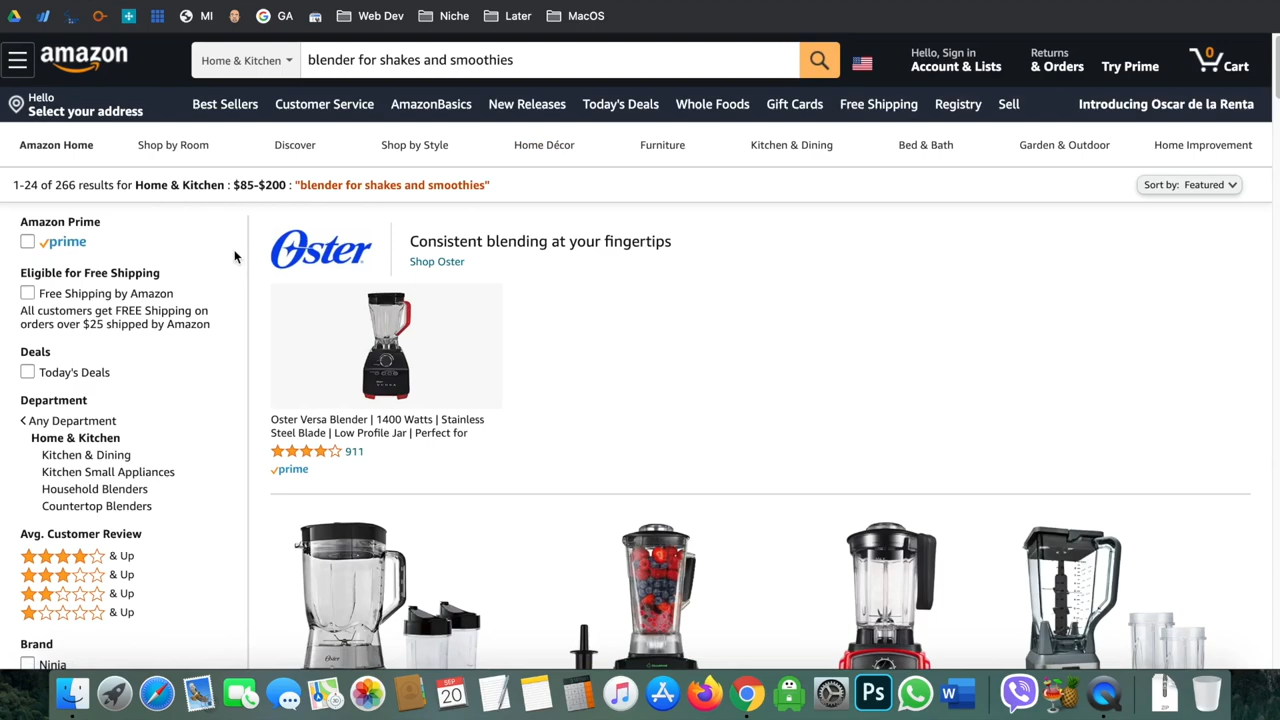 MI
GA
Web Dev
Niche
Later
MacOS
amazon
Home & Kitchen
blender for shakes and smoothies
Hello, Sign in
Account & Lists
Returns
& Orders
Try Prime
0
Cart
Hello
Select your address
Best Sellers
Customer Service
AmazonBasics
New Releases
Today's Deals
Whole Foods
Gift Cards
Free Shipping
Registry
Sell
Introducing Oscar de la Renta
Amazon Home
Shop by Room
Discover
Shop by Style
Home Décor
Furniture
Kitchen & Dining
Bed & Bath
Garden & Outdoor
Home Improvement
1-24 of 266 results for Home & Kitchen : $85-$200 : "blender for shakes and smoothies"
Sort by: Featured
Amazon Prime
prime
Eligible for Free Shipping
Free Shipping by Amazon
All customers get FREE Shipping on
orders over $25 shipped by Amazon
Deals
Today's Deals
Department
Any Department
Home & Kitchen
Kitchen & Dining
Kitchen Small Appliances
Household Blenders
Countertop Blenders
Avg. Customer Review
& Up
& Up
& Up
& Up
Brand
Ninja
Oster
Consistent blending at your fingertips
Shop Oster
Oster Versa Blender | 1400 Watts | Stainless
Steel Blade | Low Profile Jar | Perfect for
911
prime
Oster
SEP
20
Ps
W
ZIP